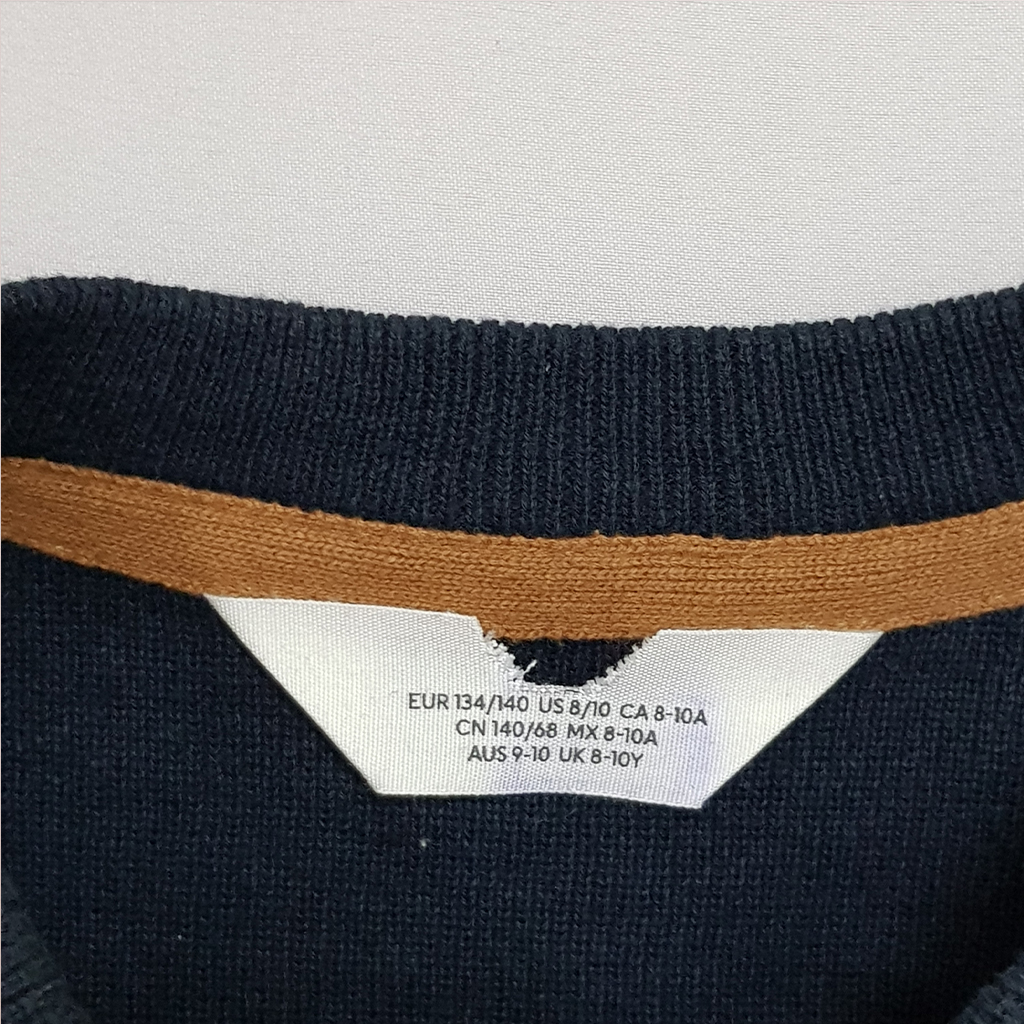 EUR 134/140 US 8/10 CA 8-10A
CN 140/68 MX 8-10A
AUS 9-10 UK 8-10Y